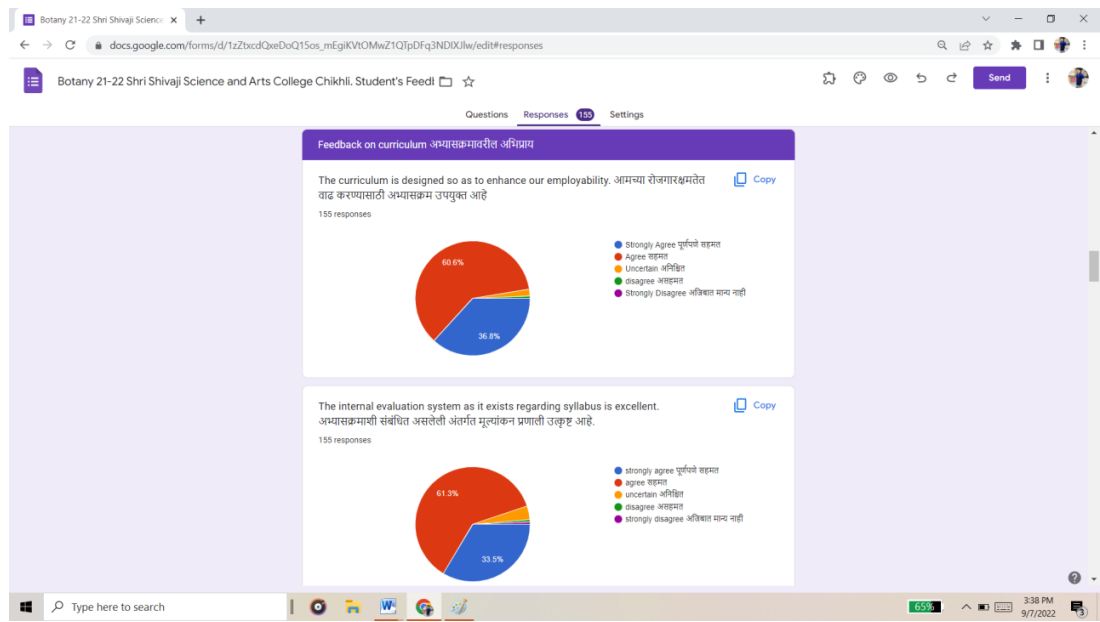 Botany 21-22 Shri Shivaji Science
docs.google.com/forms/d/1zZtxcdQxeDoQ15os_mEgiKVtOMwZ1QTpDFq3NDIXJlw/edit#responses
Botany 21-22 Shri Shivaji Science and Arts College Chikhli. Student's Feedl
Send
Questions Responses 155 Settings
Feedback on curriculum अभ्यासक्रमावरील अभिप्राय
The curriculum is designed so as to enhance our employability. आमच्या रोजगारक्षमतेत
वाढ करण्यासाठी अभ्यासक्रम उपयुक्त आहे
Copy
155 responses
60.6%
36.8%
Strongly Agree पूर्णपणे सहमत
Agree सहमत
Uncertain अनिश्चित
disagree असहमत
Strongly Disagree अजिबात मान्य नाही
The internal evaluation system as it exists regarding syllabus is excellent.
अभ्यासक्रमाशी संबंधित असलेली अंतर्गत मूल्यांकन प्रणाली उत्कृष्ट आहे.
Copy
155 responses
61.3%
33.5%
strongly agree पूर्णपणे सहमत
agree सहमत
uncertain अनिश्चित
disagree असहमत
strongly disagree अजिबात मान्य नाही
Type here to search
65%
3:38 PM
9/7/2022
3